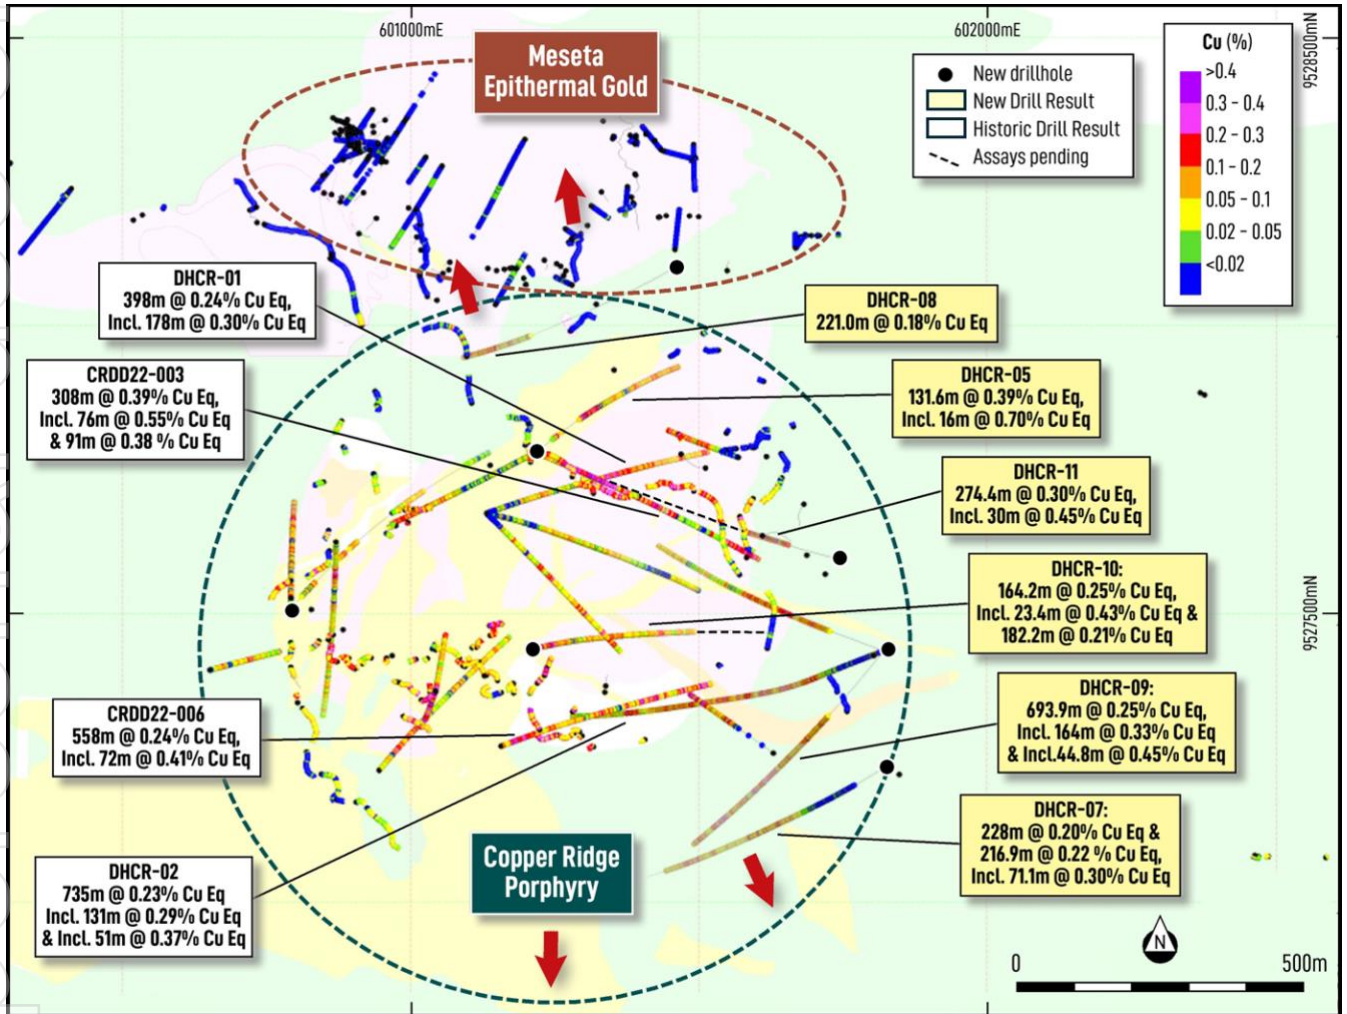 601000mE
602000mE
9528500mN
9527500mN
Meseta
Epithermal Gold
New drillhole
New Drill Result
Historic Drill Result
Assays pending
Cu (%)
>0.4
0.3 - 0.4
0.2 - 0.3
0.1 - 0.2
0.05 - 0.1
0.02 - 0.05
<0.02
DHCR-01
398m @ 0.24% Cu Eq,
Incl. 178m @ 0.30% Cu Eq
CRDD22-003
308m @ 0.39% Cu Eq,
Incl. 76m @ 0.55% Cu Eq
& 91m @ 0.38 % Cu Eq
DHCR-08
221.0m @ 0.18% Cu Eq
DHCR-05
131.6m @ 0.39% Cu Eq,
Incl. 16m @ 0.70% Cu Eq
DHCR-11
274.4m @ 0.30% Cu Eq,
Incl. 30m @ 0.45% Cu Eq
DHCR-10:
164.2m @ 0.25% Cu Eq,
Incl. 23.4m @ 0.43% Cu Eq &
182.2m @ 0.21% Cu Eq
CRDD22-006
558m @ 0.24% Cu Eq,
Incl. 72m @ 0.41% Cu Eq
DHCR-09:
693.9m @ 0.25% Cu Eq,
Incl. 164m @ 0.33% Cu Eq
& Incl.44.8m @ 0.45% Cu Eq
DHCR-07:
228m @ 0.20% Cu Eq &
216.9m @ 0.22 % Cu Eq,
Incl. 71.1m @ 0.30% Cu Eq
DHCR-02
735m @ 0.23% Cu Eq
Incl. 131m @ 0.29% Cu Eq
& Incl. 51m @ 0.37% Cu Eq
Copper Ridge
Porphyry
N
0
500m